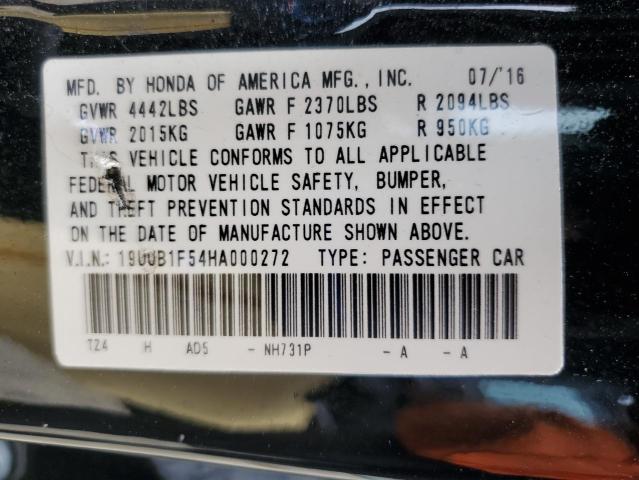 MFD. BY HONDA OF AMERICA MFG., INC. 07/'16
GVWR 4442LBS GAWR F 2370LBS R 2094LBS
GVWR 2015KG GAWR F 1075KG R 950KG
THIS VEHICLE CONFORMS TO ALL APPLICABLE
FEDERAL MOTOR VEHICLE SAFETY, BUMPER,
AND THEFT PREVENTION STANDARDS IN EFFECT
ON THE DATE OF MANUFACTURE SHOWN ABOVE.
V.I.N.: 19UUB1F54HA000272 TYPE: PASSENGER CAR
TZ4 H AD5 - NH731P - A - A